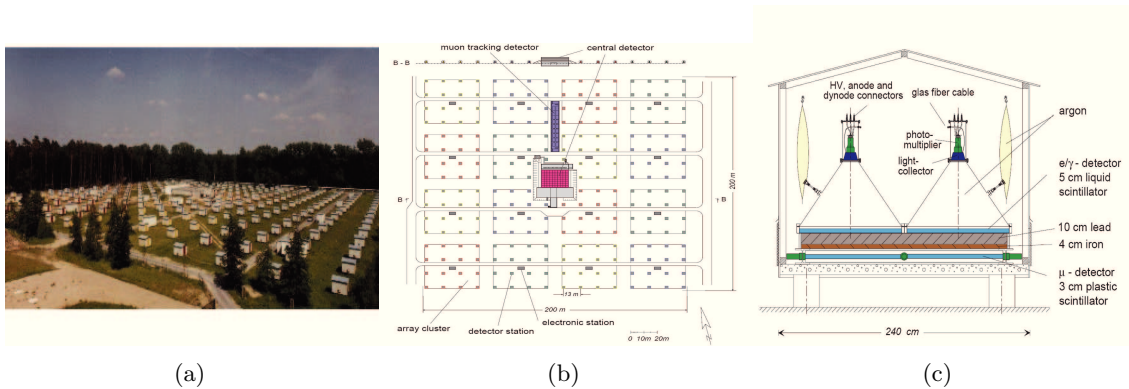 muon tracking detector
central detector
B - B
200 m
B
B
13 m
200 m
array cluster
detector station
electronic station
0 10m 20m
HV, anode and
dynode connectors
glas fiber cable
argon
photo-
multiplier
light-
collector
e/γ - detector
5 cm liquid
scintillator
10 cm lead
4 cm iron
μ - detector
3 cm plastic
scintillator
240 cm
(a)
(b)
(c)